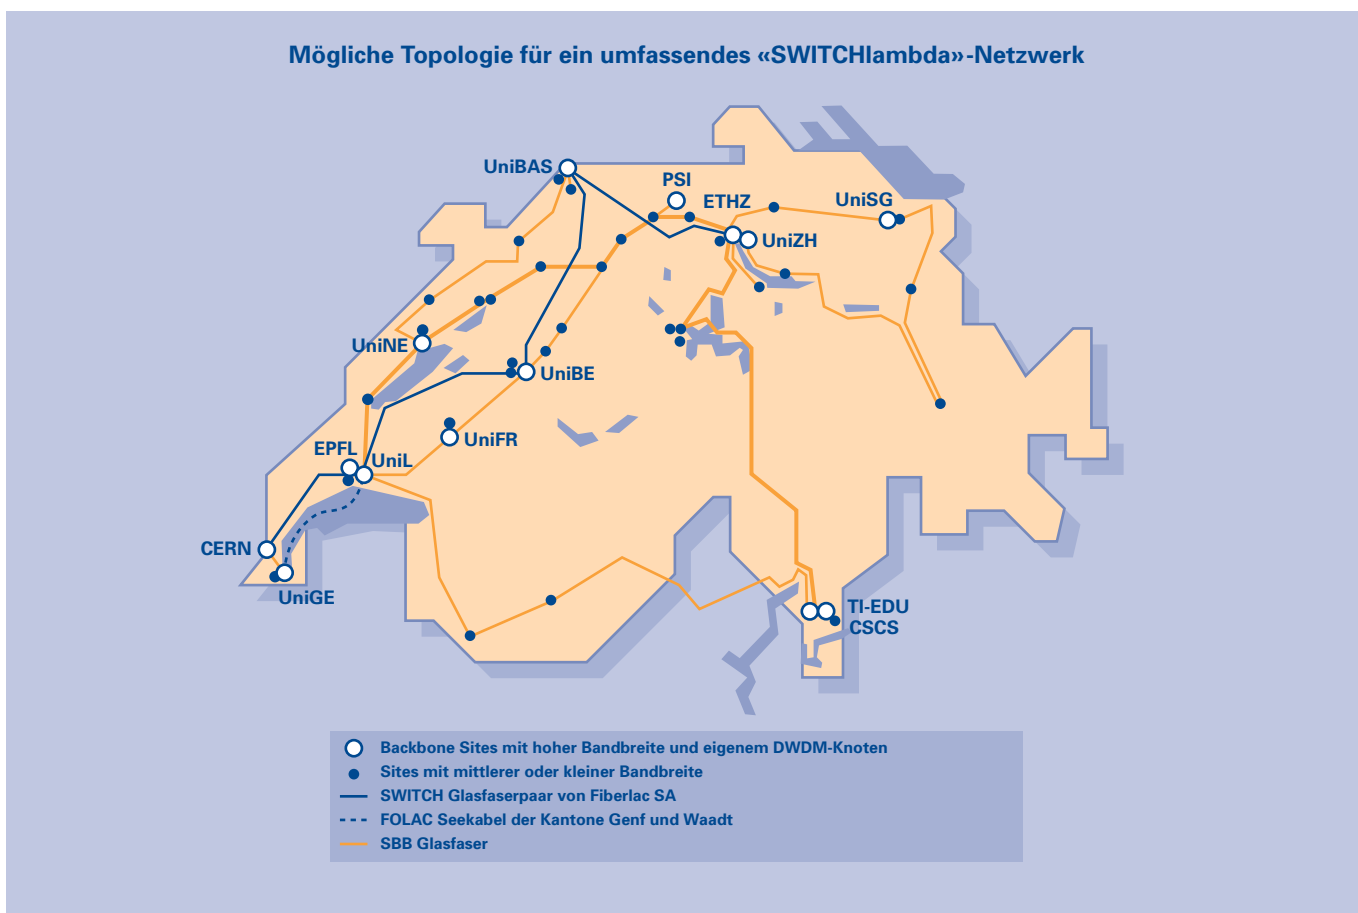 Mögliche Topologie für ein umfassendes «SWITCHlambda»-Netzwerk
UniBAS
PSI
ETHZ
UniSG
UniZH
UniNE
UniBE
UniFR
EPFL
UniL
CERN
UniGE
TI-EDU
CSCS
Backbone Sites mit hoher Bandbreite und eigenem DWDM-Knoten
Sites mit mittlerer oder kleiner Bandbreite
SWITCH Glasfaserpaar von Fiberlac SA
FOLAC Seekabel der Kantone Genf und Waadt
SBB Glasfaser